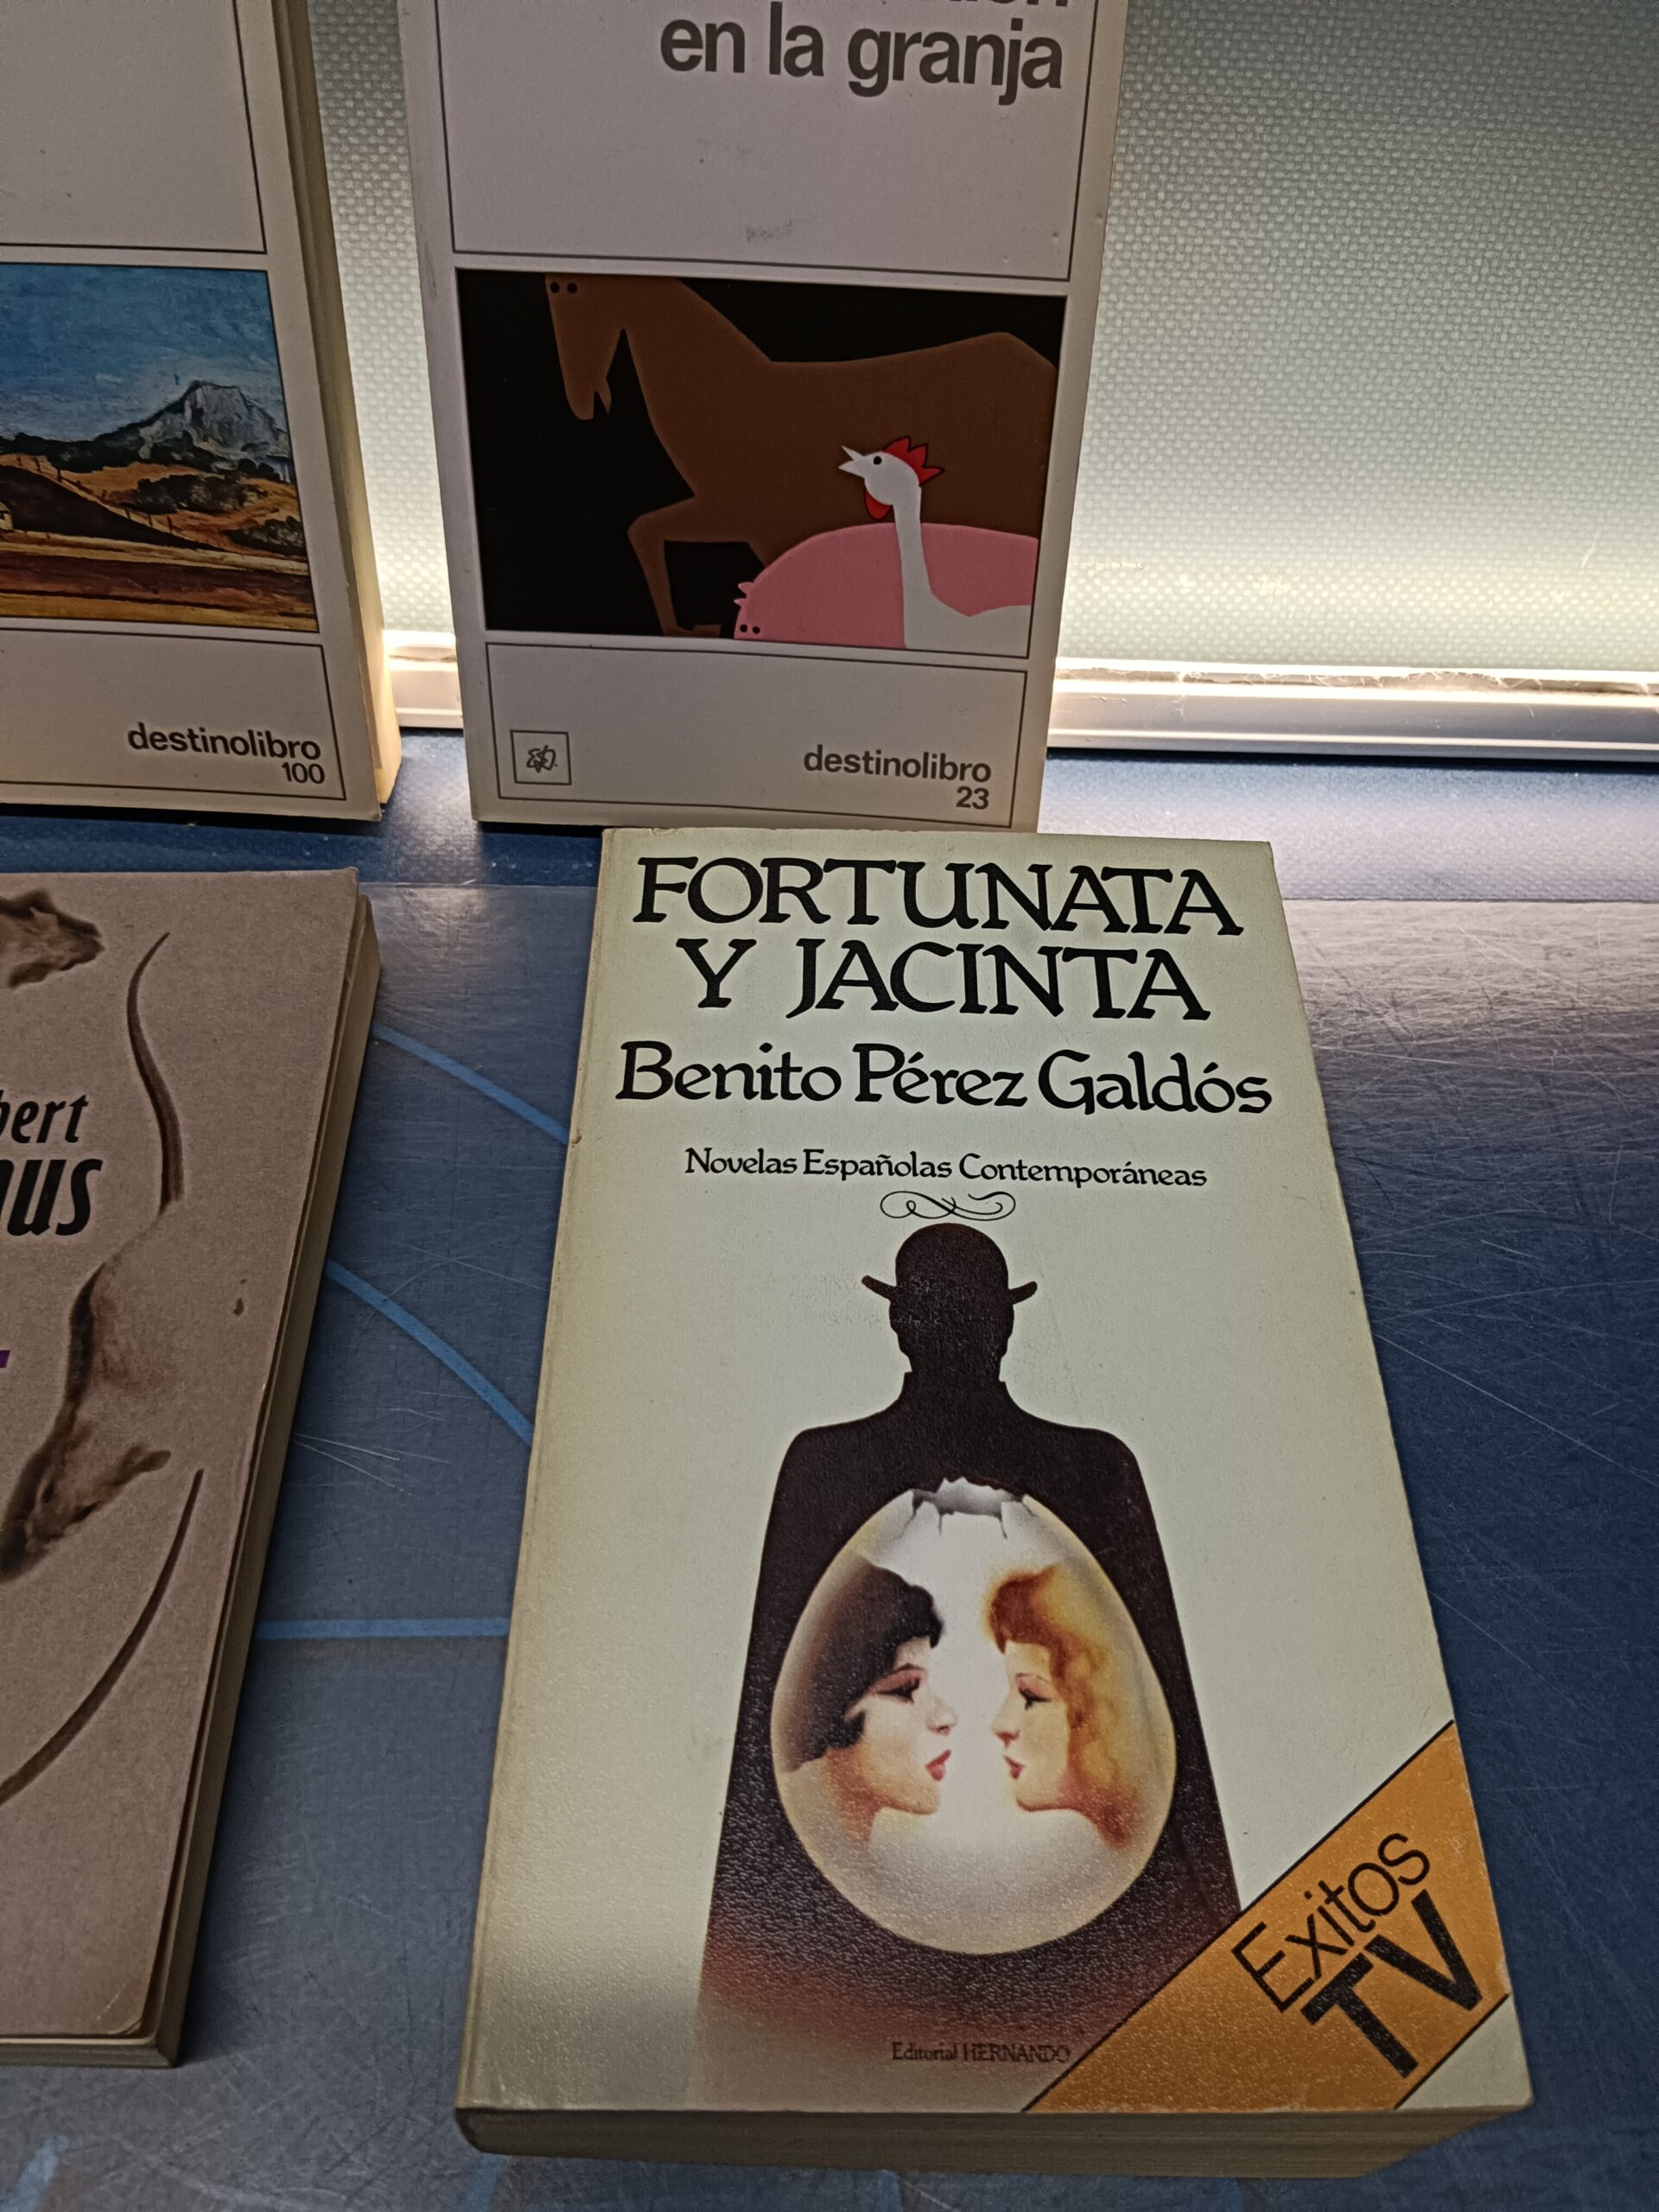 en la granja
destinolibro
100
destinolibro
23
FORTUNATA
Y JACINTA
Benito Pérez Galdós
Novelas Españolas Contemporáneas
Exitos
TV
Editorial HERNANDO
bert
us